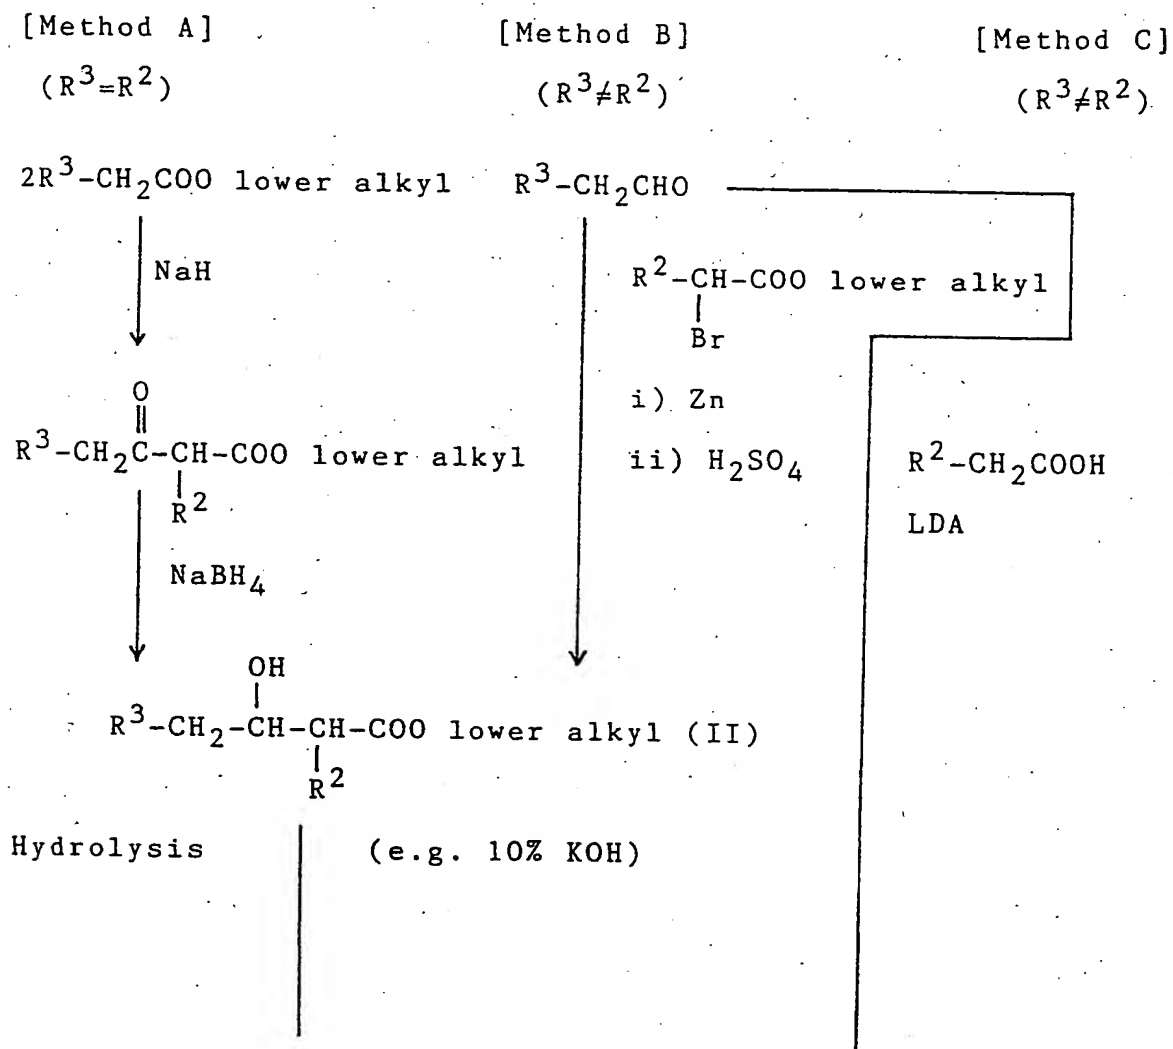 [Method A] [Method B] [Method C]
(R³=R²) (R³≠R²) (R³≠R²)
2R³-CH₂COO lower alkyl R³-CH₂CHO
NaH
R²-CH-COO lower alkyl
Br
i) Zn
ii) H₂SO₄
O
R³-CH₂C-CH-COO lower alkyl
R²
R²-CH₂COOH
LDA
NaBH₄
OH
R³-CH₂-CH-CH-COO lower alkyl (II)
R²
Hydrolysis (e.g. 10% KOH)